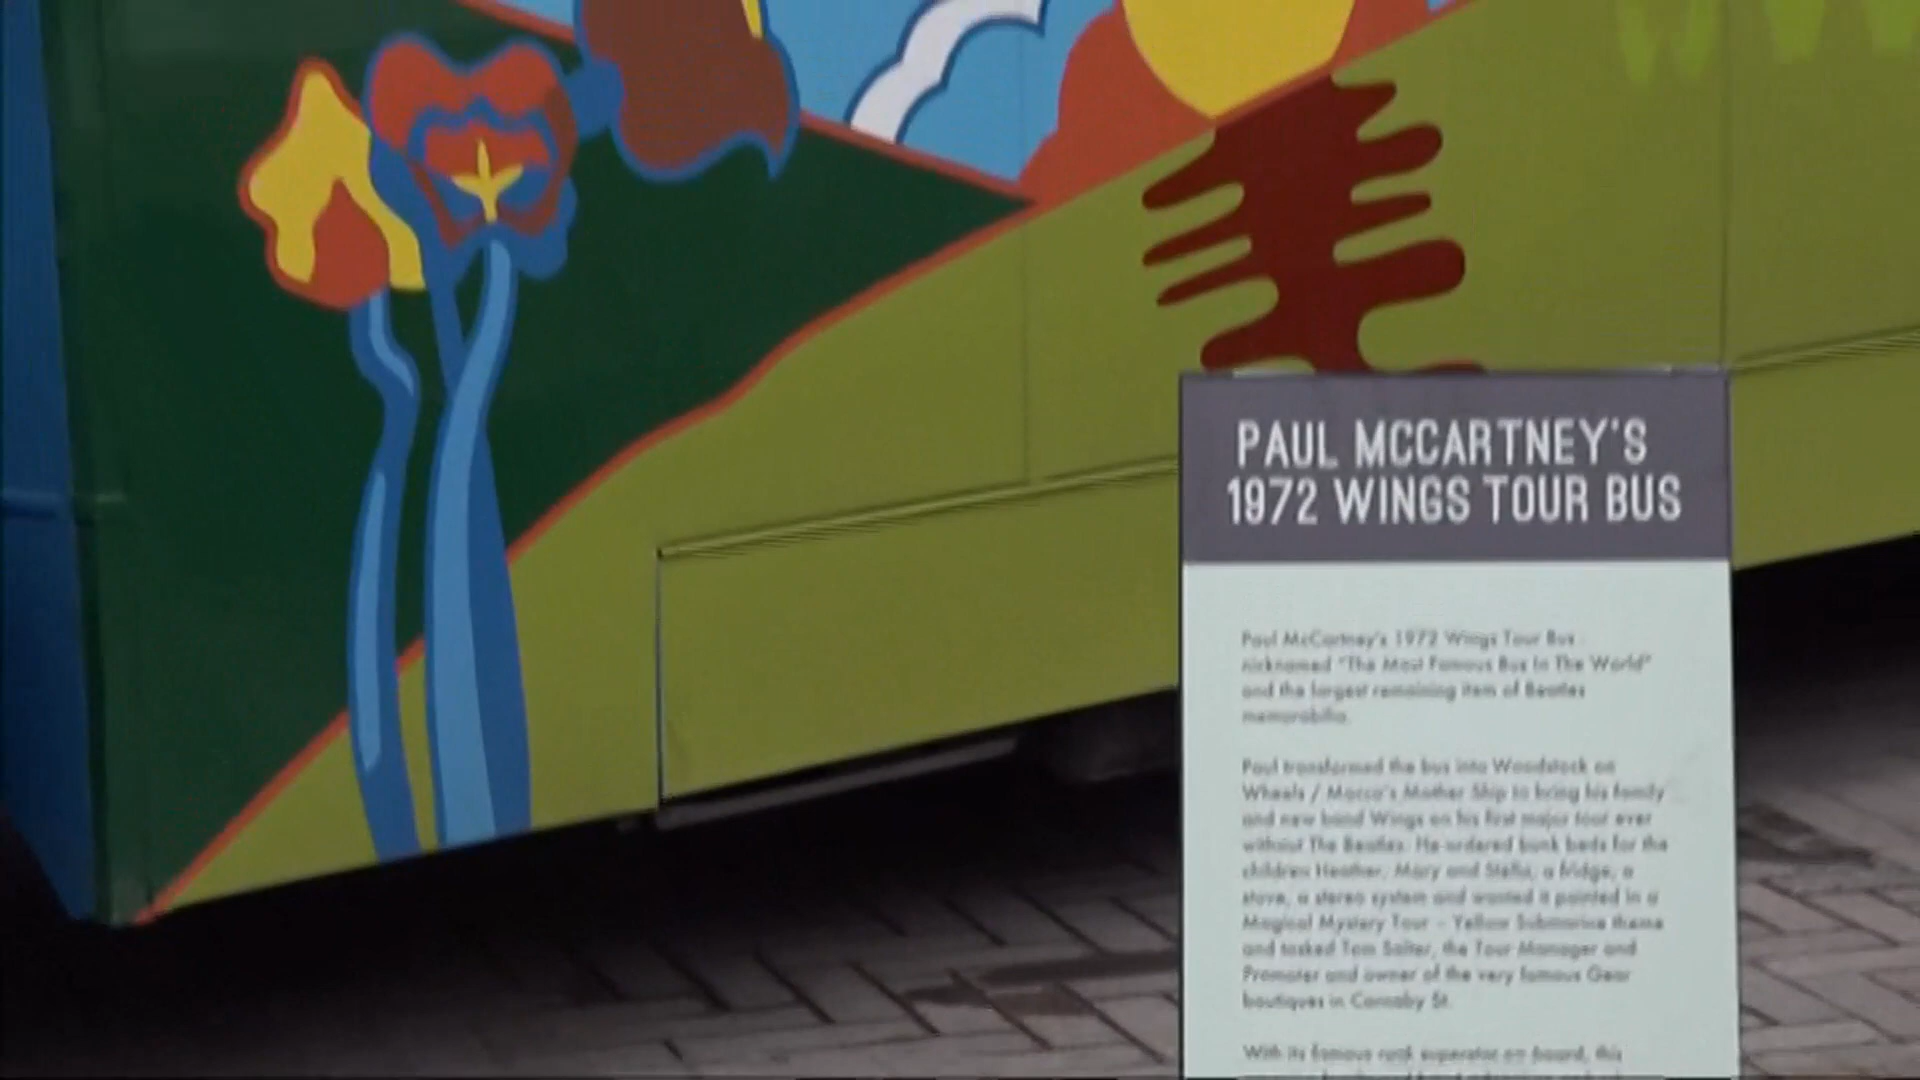 PAUL MCCARTNEY'S
1972 WINGS TOUR BUS
Paul McCartney's 1972 Wings Tour Bus
nicknamed "The Most Famous Bus In The World"
and the largest remaining item of Beatles
memorabilia.
Paul transformed the bus into Woodstock on
Wheels / Macca's Mother Ship to bring his family
and new band Wings on his first major tour ever
without The Beatles. He ordered bunk beds for the
children Heather, Mary and Stella, a fridge, a
stove, a stereo system and wanted it painted in a
Magical Mystery Tour - Yellow Submarine theme
and tasked Tom Salter, the Tour Manager and
Promoter and owner of the very famous Gear
boutiques in Carnaby St.
With its famous rock superstar on board, this